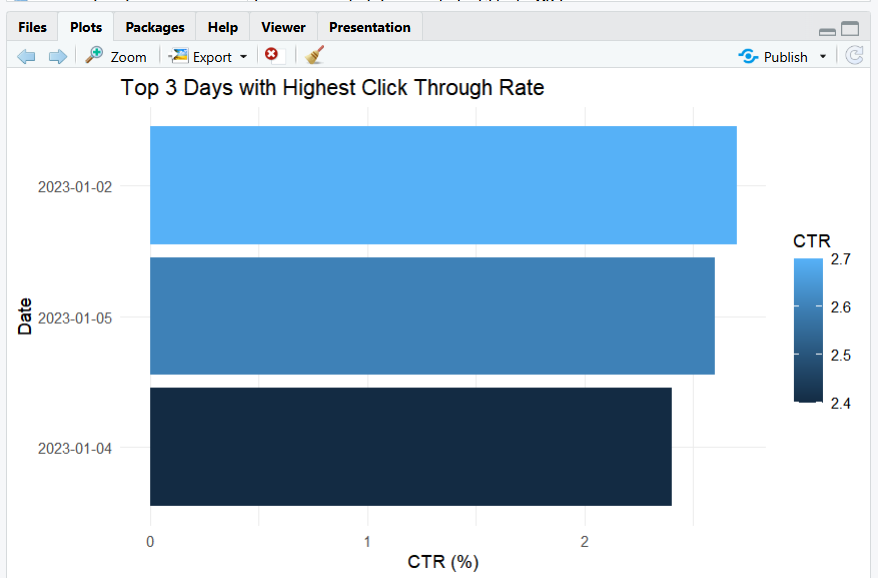 Files Plots Packages Help Viewer Presentation
Zoom Export Publish
Top 3 Days with Highest Click Through Rate
2023-01-02
2023-01-05
2023-01-04
Date
0 1 2
CTR (%)
CTR
2.7
2.6
2.5
2.4